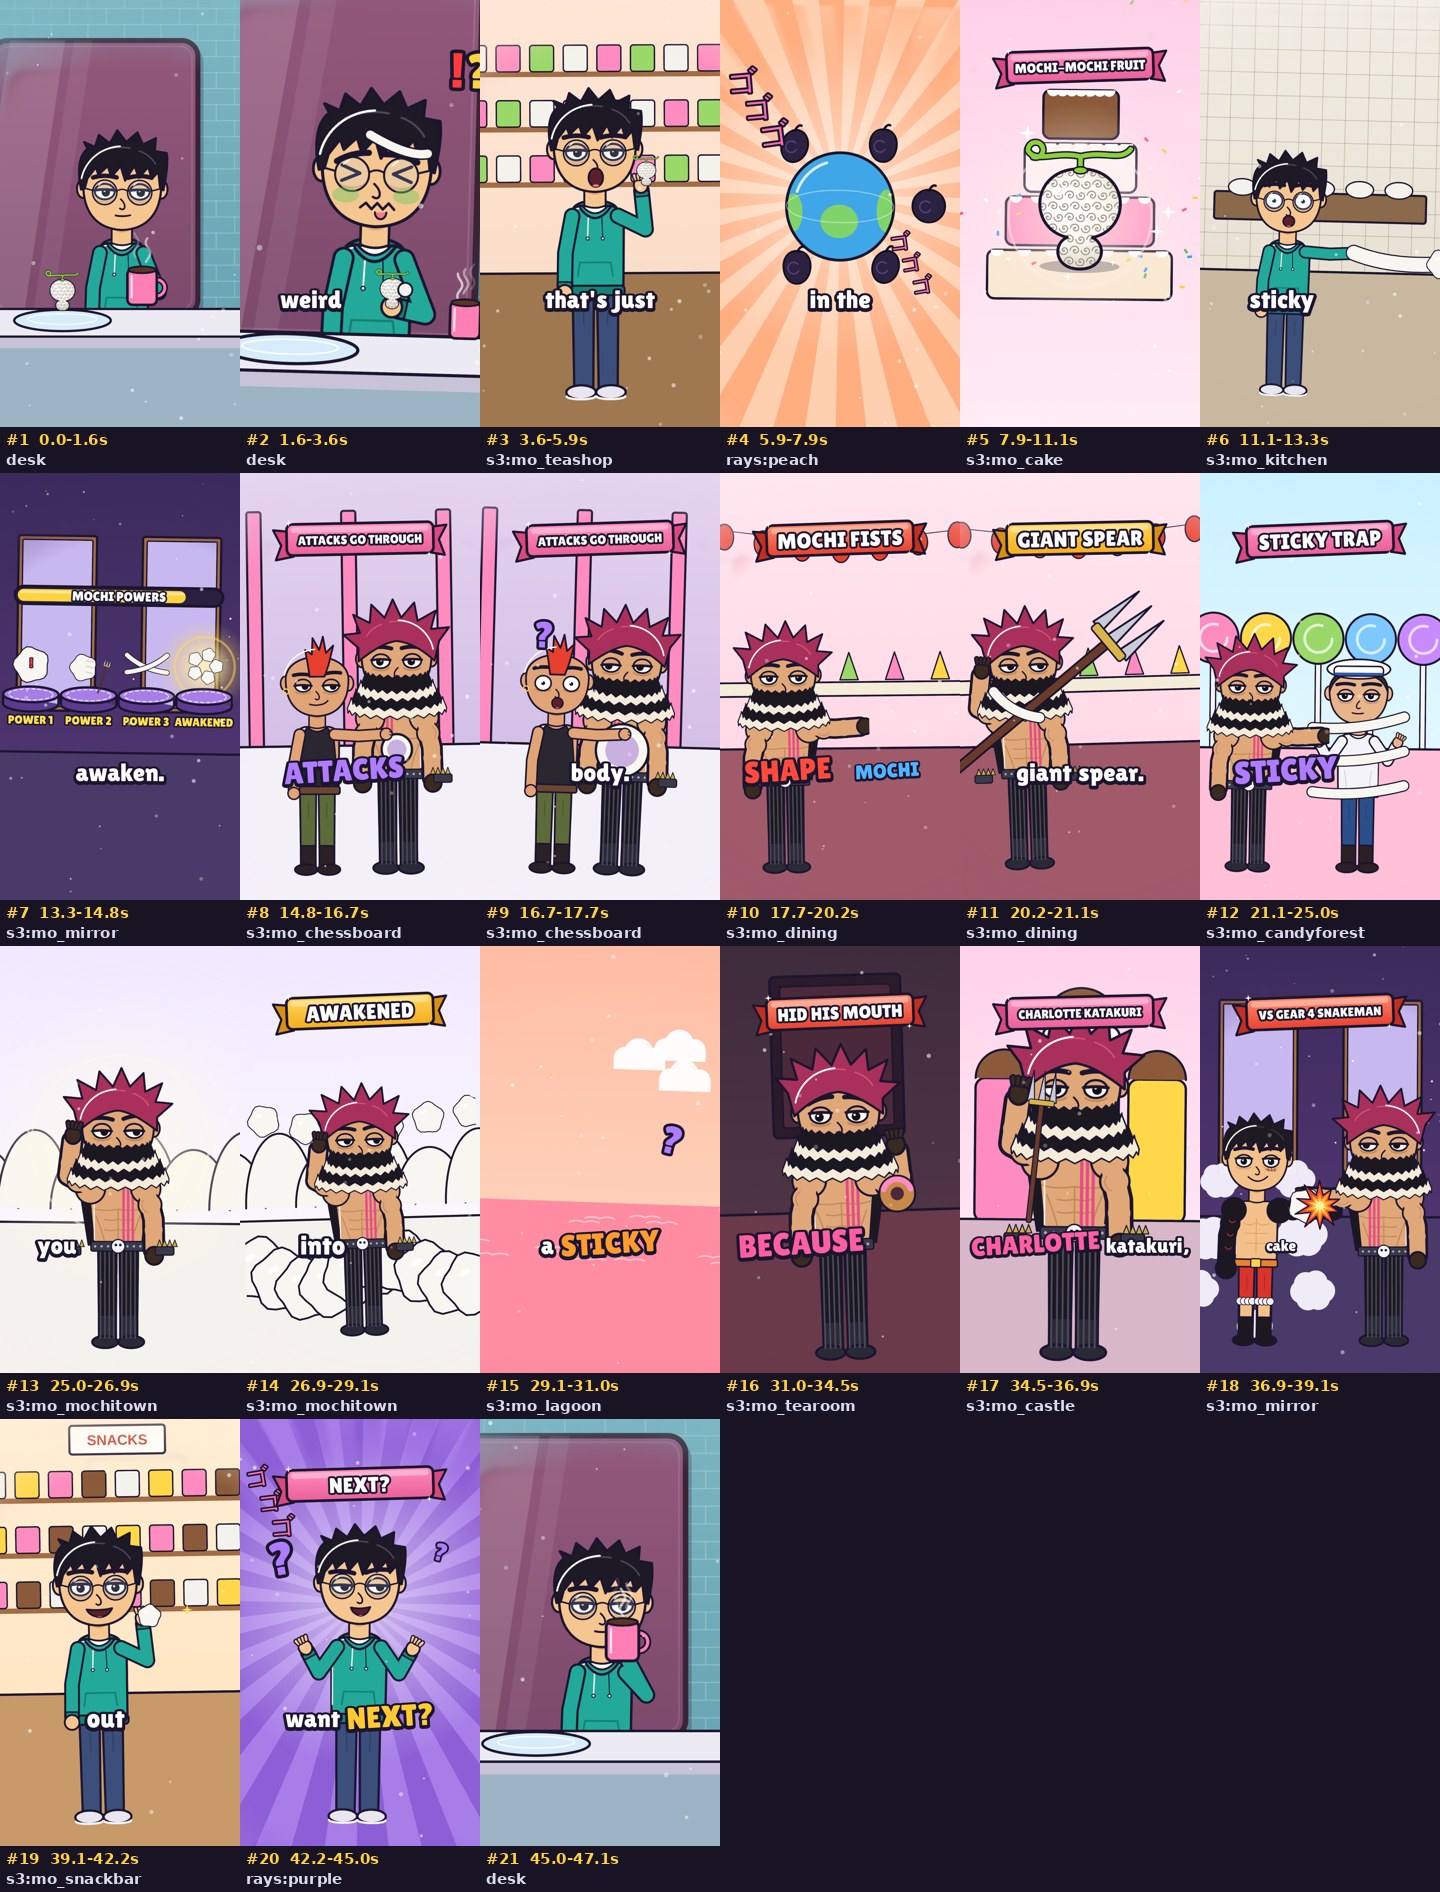 !?
weird
that's just
ゴゴゴ
in the
ゴゴゴ
MOCHI-MOCHI FRUIT
sticky
#1 0.0-1.6s
desk
#2 1.6-3.6s
desk
#3 3.6-5.9s
s3:mo_teashop
#4 5.9-7.9s
rays:peach
#5 7.9-11.1s
s3:mo_cake
#6 11.1-13.3s
s3:mo_kitchen
MOCHI POWERS
!
POWER 1
POWER 2
POWER 3
AWAKENED
awaken.
ATTACKS GO THROUGH
ATTACKS
ATTACKS GO THROUGH
?
body.
MOCHI FISTS
SHAPE MOCHI
GIANT SPEAR
giant spear.
STICKY TRAP
STICKY
#7 13.3-14.8s
s3:mo_mirror
#8 14.8-16.7s
s3:mo_chessboard
#9 16.7-17.7s
s3:mo_chessboard
#10 17.7-20.2s
s3:mo_dining
#11 20.2-21.1s
s3:mo_dining
#12 21.1-25.0s
s3:mo_candyforest
you
AWAKENED
into
?
a STICKY
HID HIS MOUTH
BECAUSE
CHARLOTTE KATAKURI
CHARLOTTE katakuri,
VS GEAR 4 SNAKEMAN
cake
#13 25.0-26.9s
s3:mo_mochitown
#14 26.9-29.1s
s3:mo_mochitown
#15 29.1-31.0s
s3:mo_lagoon
#16 31.0-34.5s
s3:mo_tearoom
#17 34.5-36.9s
s3:mo_castle
#18 36.9-39.1s
s3:mo_mirror
SNACKS
out
ゴゴゴ
NEXT?
?
?
want NEXT?
#19 39.1-42.2s
s3:mo_snackbar
#20 42.2-45.0s
rays:purple
#21 45.0-47.1s
desk